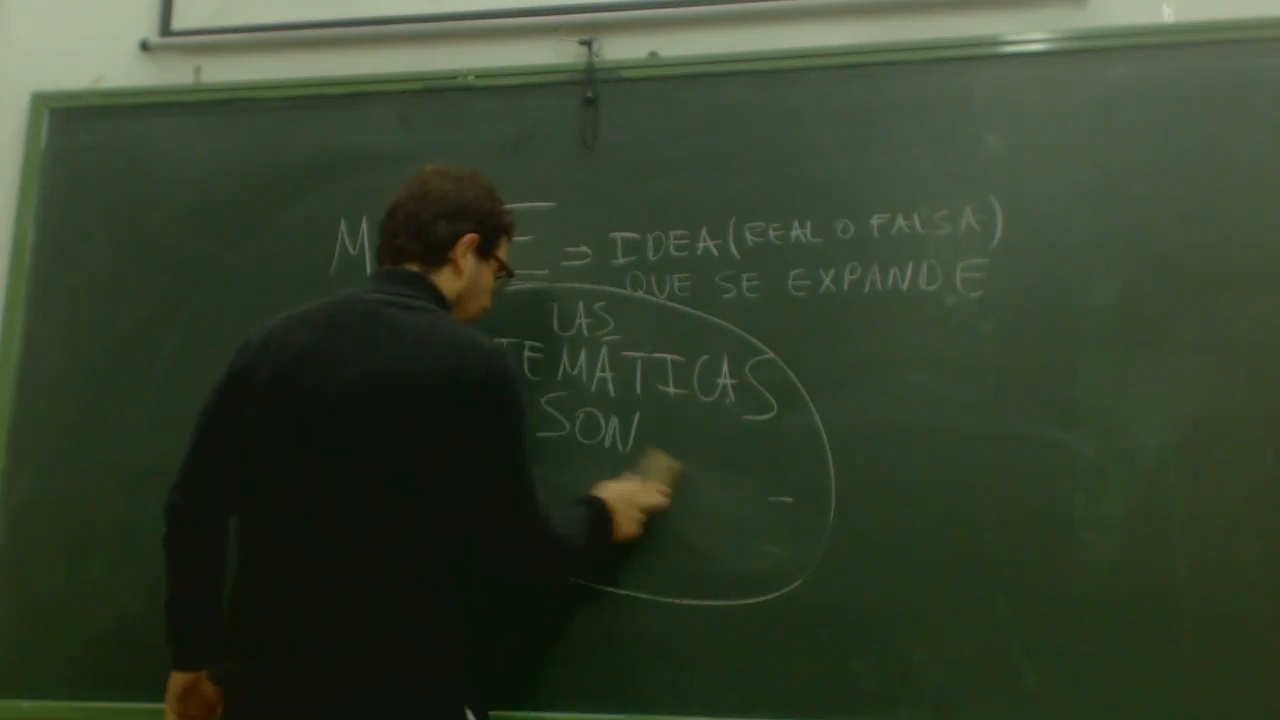 M E ⇒ IDEA (REAL O FALSA)
QUE SE EXPANDE
LAS
TEMÁTICAS
SON